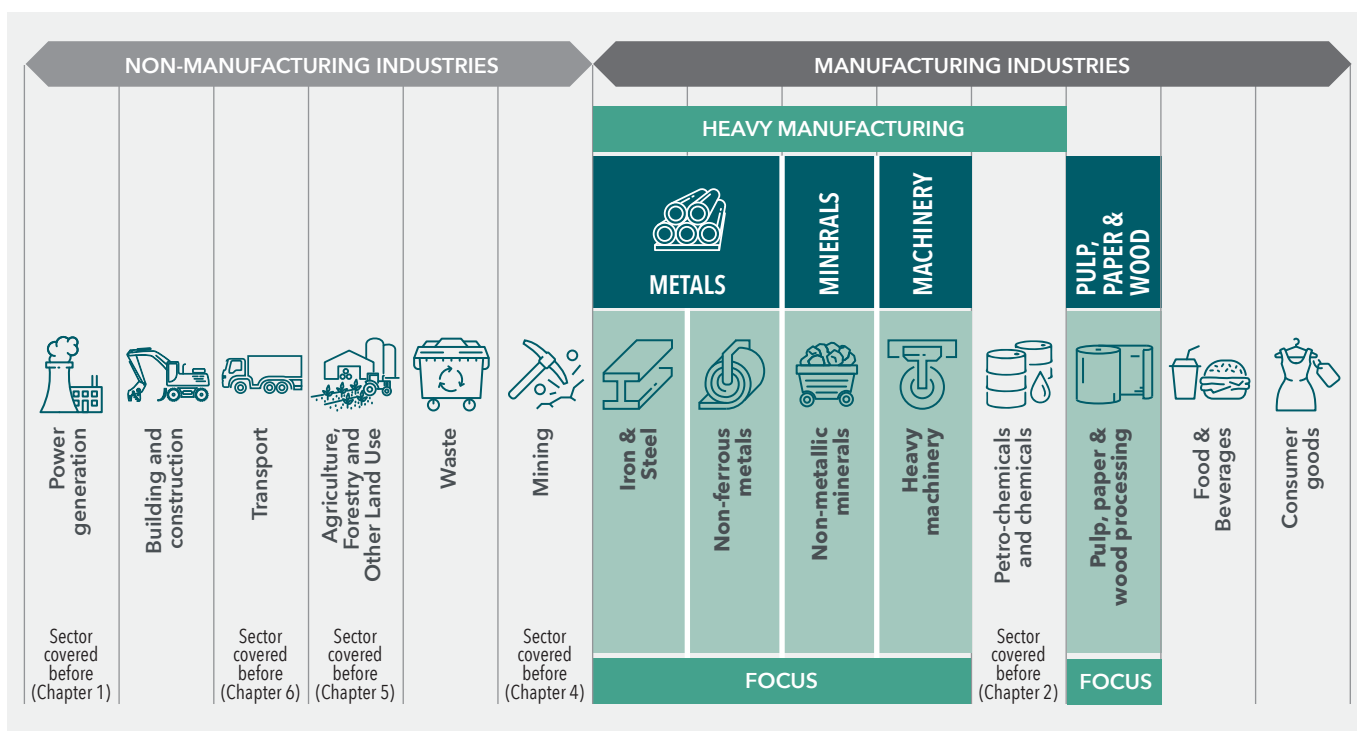 NON-MANUFACTURING INDUSTRIES
MANUFACTURING INDUSTRIES
HEAVY MANUFACTURING
METALS
MINERALS
MACHINERY
PULP,
PAPER &
WOOD
Power
generation
Building and
construction
Transport
Agriculture,
Forestry and
Other Land Use
Waste
Mining
Iron &
Steel
Non-ferrous
metals
Non-metallic
minerals
Heavy
machinery
Petro-chemicals
and chemicals
Pulp, paper &
wood processing
Food &
Beverages
Consumer
goods
Sector
covered
before
(Chapter 1)
Sector
covered
before
(Chapter 6)
Sector
covered
before
(Chapter 5)
Sector
covered
before
(Chapter 4)
FOCUS
Sector
covered
before
(Chapter 2)
FOCUS